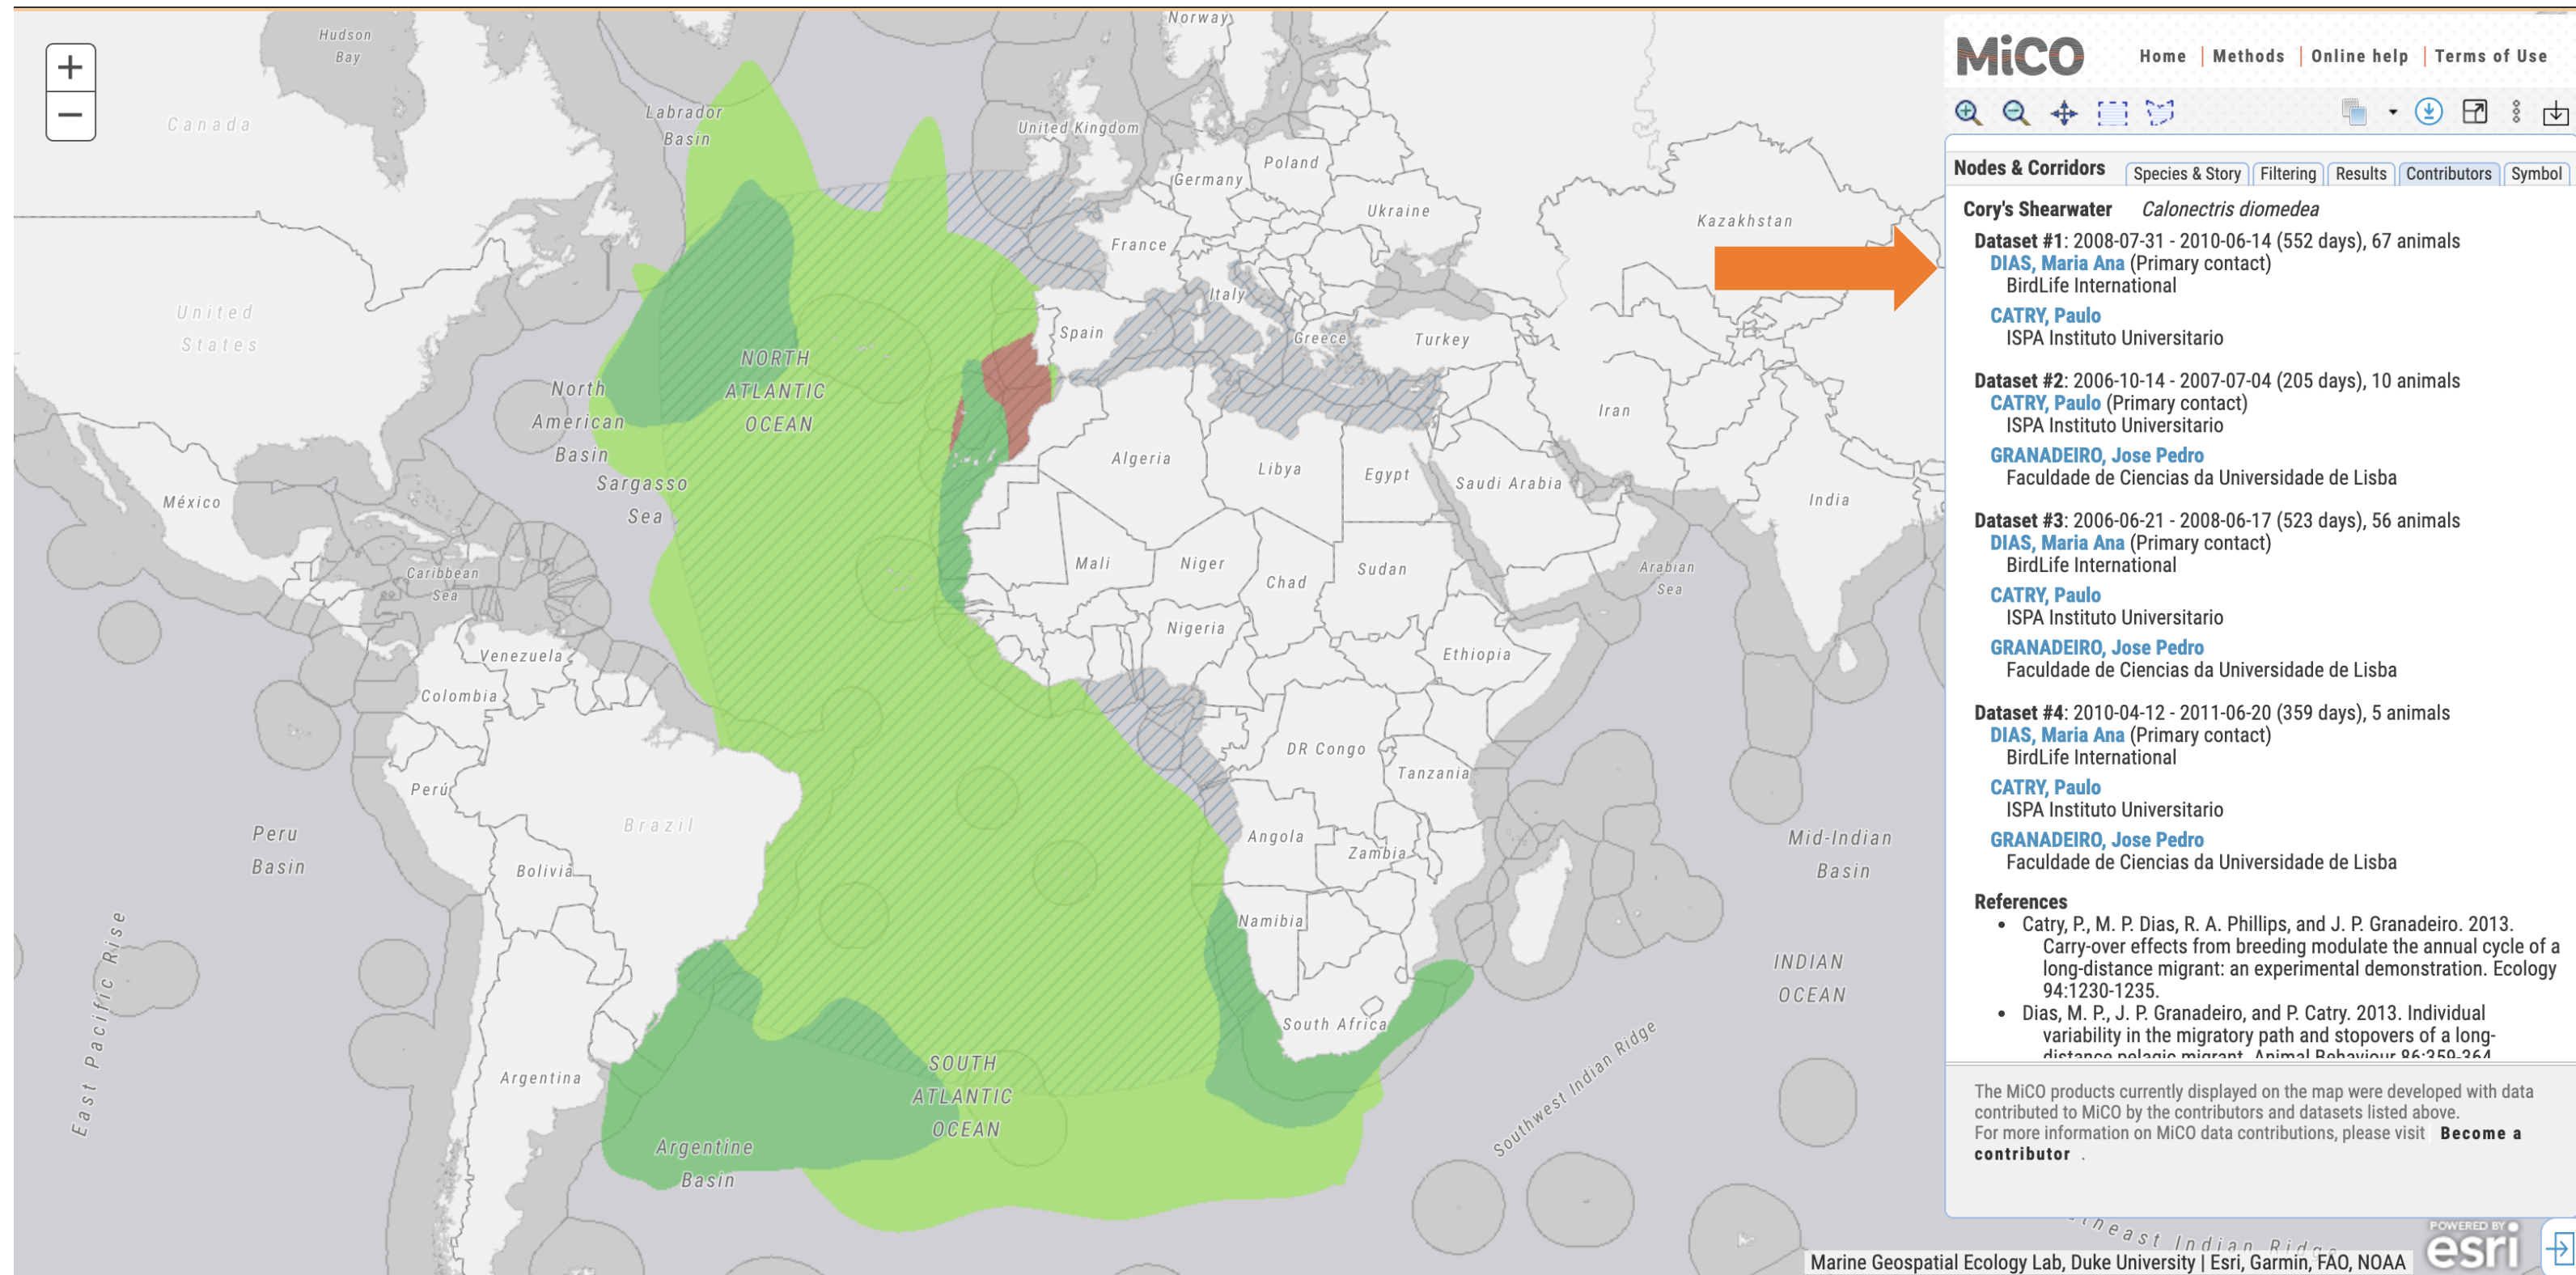 Hudson
Bay
Norway
Canada
Labrador
Basin
United Kingdom
Poland
Germany
Ukraine
Kazakhstan
France
Italy
United
States
Spain
Greece
Turkey
NORTH
ATLANTIC
OCEAN
North
American
Basin
Iran
Algeria
Libya
Egypt
Saudi Arabia
Sargasso
Sea
México
India
Mali
Niger
Chad
Sudan
Arabian
Sea
Caribbean
Sea
Nigeria
Ethiopia
Venezuela
Colombia
DR Congo
Tanzania
Perú
Brazil
Peru
Basin
Angola
Zambia
Mid-Indian
Basin
Bolivia
Namibia
East Pacific Rise
INDIAN
OCEAN
South Africa
Southwest Indian Ridge
SOUTH
ATLANTIC
OCEAN
Argentina
Argentine
Basin
MiCO
Home | Methods | Online help | Terms of Use
Nodes & Corridors Species & Story Filtering Results Contributors Symbol
Cory's Shearwater Calonectris diomedea
Dataset #1: 2008-07-31 - 2010-06-14 (552 days), 67 animals
DIAS, Maria Ana (Primary contact)
BirdLife International
CATRY, Paulo
ISPA Instituto Universitario
Dataset #2: 2006-10-14 - 2007-07-04 (205 days), 10 animals
CATRY, Paulo (Primary contact)
ISPA Instituto Universitario
GRANADEIRO, Jose Pedro
Faculdade de Ciencias da Universidade de Lisba
Dataset #3: 2006-06-21 - 2008-06-17 (523 days), 56 animals
DIAS, Maria Ana (Primary contact)
BirdLife International
CATRY, Paulo
ISPA Instituto Universitario
GRANADEIRO, Jose Pedro
Faculdade de Ciencias da Universidade de Lisba
Dataset #4: 2010-04-12 - 2011-06-20 (359 days), 5 animals
DIAS, Maria Ana (Primary contact)
BirdLife International
CATRY, Paulo
ISPA Instituto Universitario
GRANADEIRO, Jose Pedro
Faculdade de Ciencias da Universidade de Lisba
References
• Catry, P., M. P. Dias, R. A. Phillips, and J. P. Granadeiro. 2013.
Carry-over effects from breeding modulate the annual cycle of a
long-distance migrant: an experimental demonstration. Ecology
94:1230-1235.
• Dias, M. P., J. P. Granadeiro, and P. Catry. 2013. Individual
variability in the migratory path and stopovers of a long-
distance pelagic migrant. Animal Behaviour 86:359-364
The MiCO products currently displayed on the map were developed with data
contributed to MiCO by the contributors and datasets listed above.
For more information on MiCO data contributions, please visit Become a
contributor .
Indian Ridge
POWERED BY
esri
Marine Geospatial Ecology Lab, Duke University | Esri, Garmin, FAO, NOAA